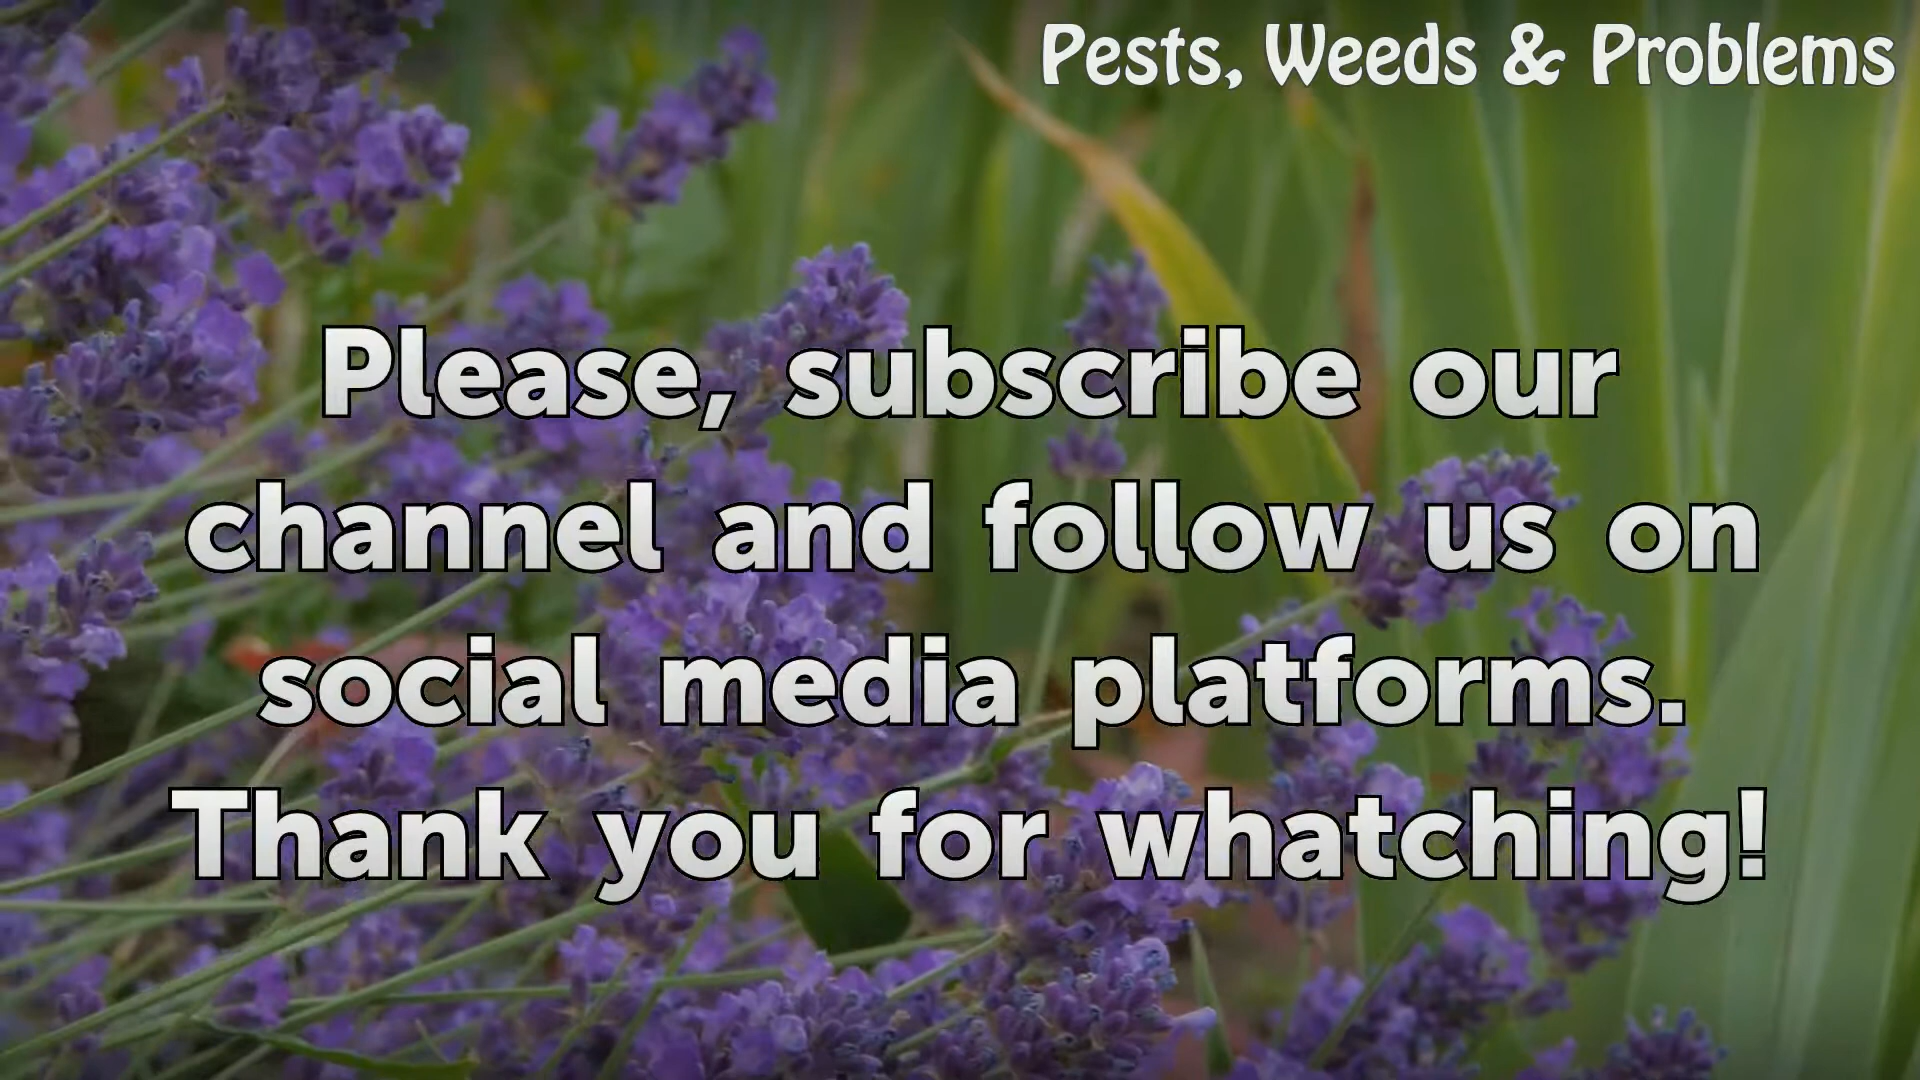 Pests, Weeds & Problems
Please, subscribe our
channel and follow us on
social media platforms.
Thank you for whatching!